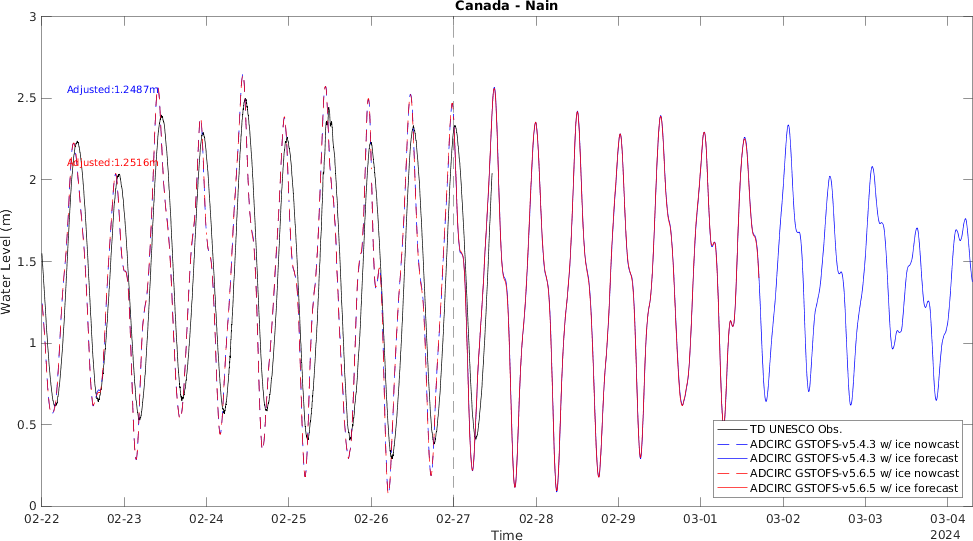 Canada - Nain
3
2.5
2
1.5
1
0.5
0
Water Level (m)
Adjusted:1.2487m
Adjusted:1.2516m
TD UNESCO Obs.
ADCIRC GSTOFS-v5.4.3 w/ ice nowcast
ADCIRC GSTOFS-v5.4.3 w/ ice forecast
ADCIRC GSTOFS-v5.6.5 w/ ice nowcast
ADCIRC GSTOFS-v5.6.5 w/ ice forecast
02-22 02-23 02-24 02-25 02-26 02-27 02-28 02-29 03-01 03-02 03-03 03-04
2024
Time